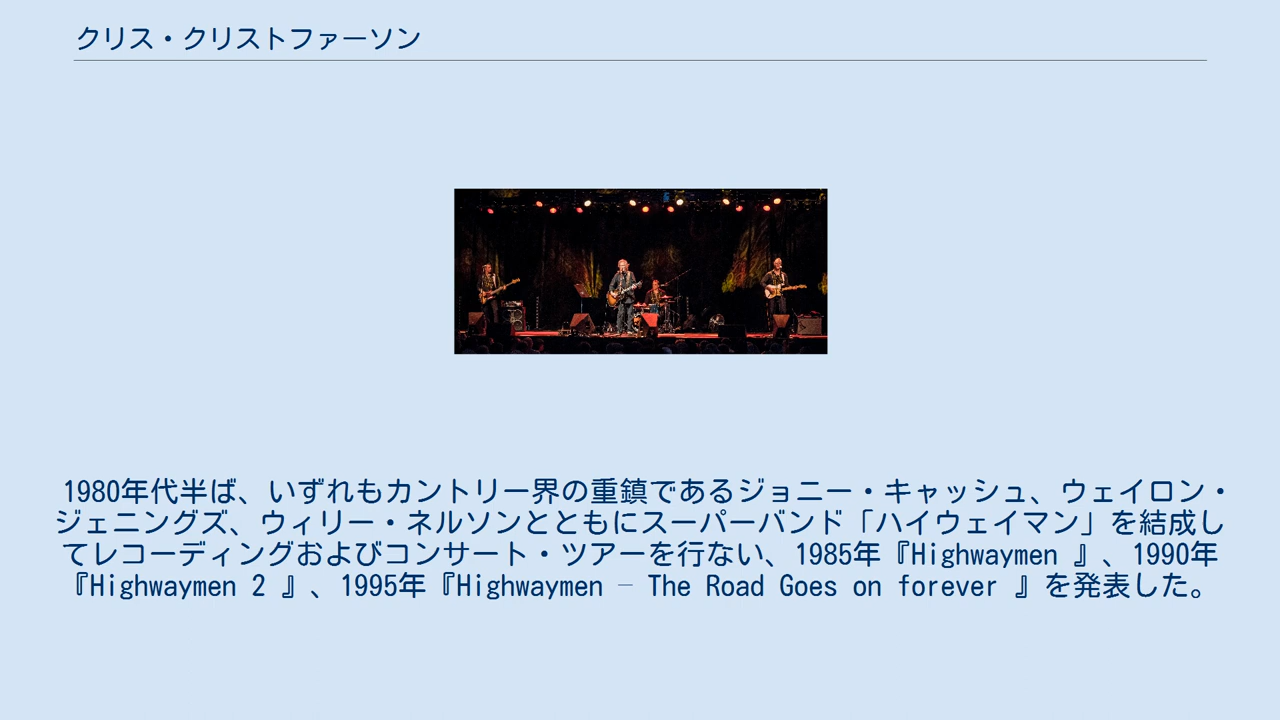 クリス・クリストファーソン
1980年代半ば、いずれもカントリー界の重鎮であるジョニー・キャッシュ、ウェイロン・
ジェニングズ、ウィリー・ネルソンとともにスーパーバンド「ハイウェイマン」を結成し
てレコーディングおよびコンサート・ツアーを行ない、1985年『Highwaymen 』、1990年
『Highwaymen 2 』、1995年『Highwaymen – The Road Goes on forever 』を発表した。